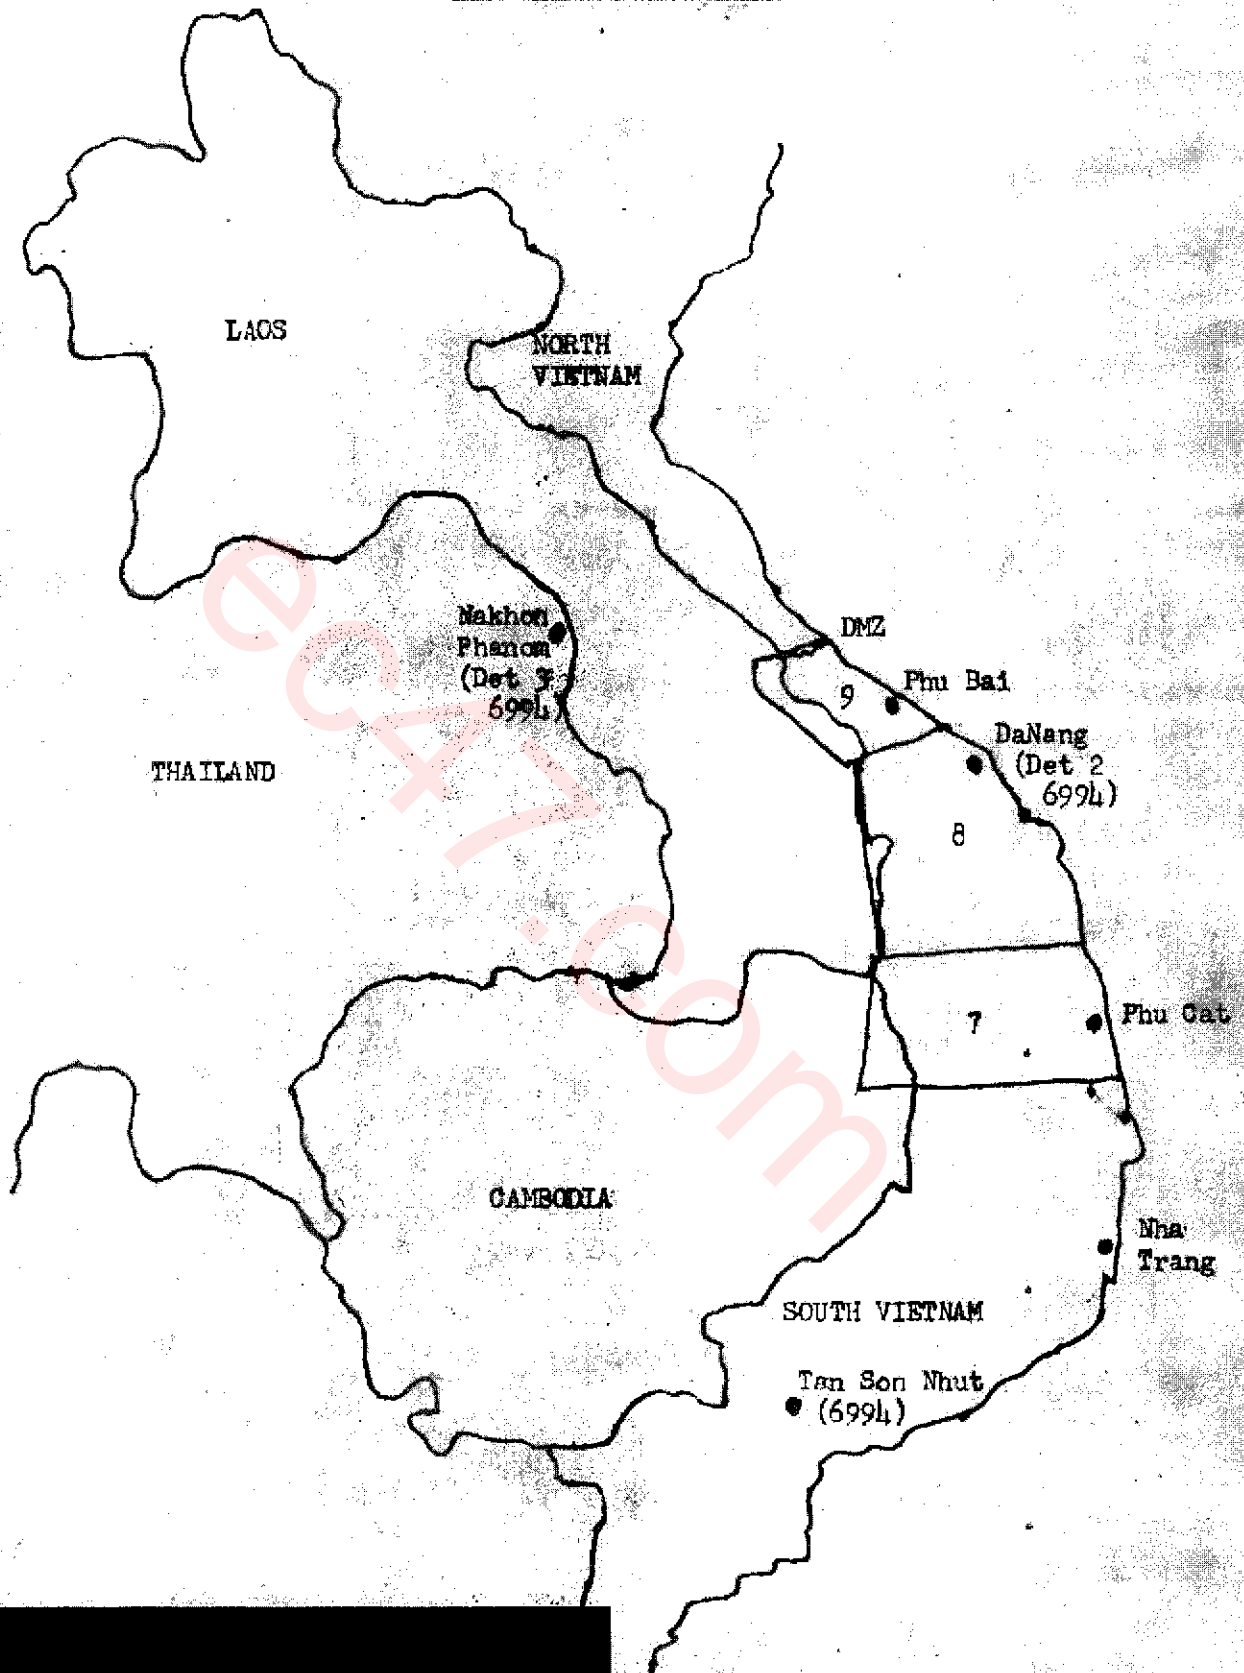 LAOS
NORTH
VIETNAM
Nakhon
Phanom
(Det 3
6994)
DMZ
9
Phu Bai
DaNang
(Det 2
6994)
THAILAND
8
7
Phu Cat
CAMBODIA
Nha
Trang
SOUTH VIETNAM
Tan Son Nhut
(6994)
ec47.com